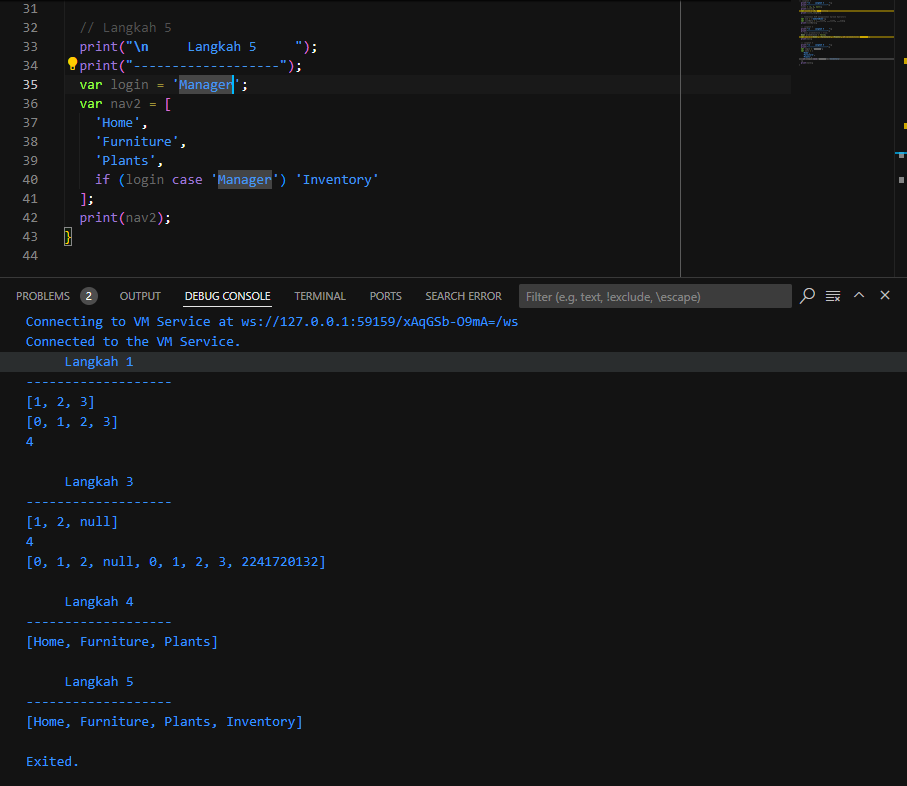 31
32 // Langkah 5
33 print("\n     Langkah 5     ");
34 print("-------------------");
35 var login = 'Manager';
36 var nav2 = [
37   'Home',
38   'Furniture',
39   'Plants',
40   if (login case 'Manager') 'Inventory'
41 ];
42 print(nav2);
43 }
44
PROBLEMS 2 OUTPUT DEBUG CONSOLE TERMINAL PORTS SEARCH ERROR Filter (e.g. text, !exclude, \escape)
Connecting to VM Service at ws://127.0.0.1:59159/xAqGSb-O9mA=/ws
Connected to the VM Service.
     Langkah 1
-------------------
[1, 2, 3]
[0, 1, 2, 3]
4
     Langkah 3
-------------------
[1, 2, null]
4
[0, 1, 2, null, 0, 1, 2, 3, 2241720132]
     Langkah 4
-------------------
[Home, Furniture, Plants]
     Langkah 5
-------------------
[Home, Furniture, Plants, Inventory]
Exited.